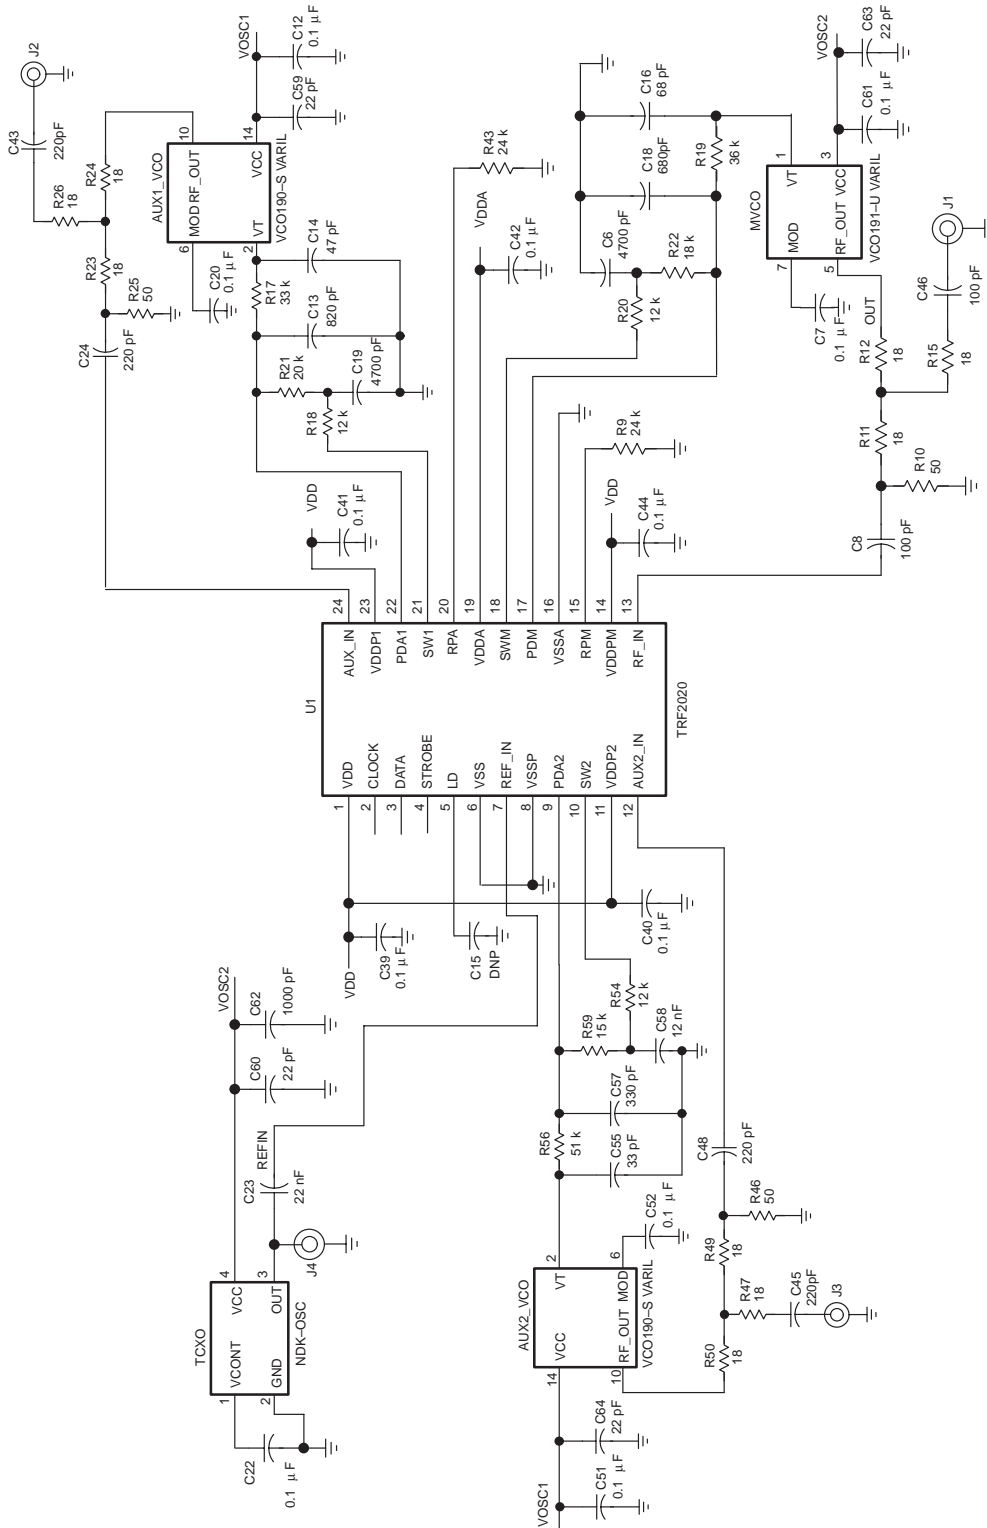 J2
C43
220pF
R26
18
R24
18
R23
18
R25
50
C24
220 pF
AUX1_VCO
10
MOD RF_OUT
6
14
VCC
VT
2
VCO190–S VARIL
VOSC1
C12
0.1 µF
C59
22 pF
C20
0.1 µF
R17
33 k
C14
47 pF
C13
820 pF
R21
20 k
C19
4700 pF
R18
12 k
R43
24 k
VDDA
C42
0.1 µF
VDD
C41
0.1 µF
C16
68 pF
C18
680pF
R19
36 k
C6
4700 pF
R22
18 k
R20
12 k
R9
24 k
VDD
C44
0.1 µF
VOSC2
C63
22 pF
C61
0.1 µF
MVCO
1
VT
3
VCC
MOD
7
RF_OUT
5
VCO191–U VARIL
C7
0.1 µF
OUT
R12
18
J1
C46
100 pF
R15
18
R11
18
R10
50
C8
100 pF
U1
TRF2020
24
AUX_IN
23
VDDP1
22
PDA1
21
SW1
20
RPA
19
VDDA
18
SWM
17
PDM
16
VSSA
15
RPM
14
VDDPM
13
RF_IN
VDD
1
CLOCK
2
DATA
3
STROBE
4
LD
5
VSS
6
REF_IN
7
VSSP
8
PDA2
9
SW2
10
VDDP2
11
AUX2_IN
12
VDD
C39
0.1 µF
C15
DNP
C40
0.1 µF
VOSC2
C62
1000 pF
C60
22 pF
REFIN
C23
22 nF
J4
TCXO
4
VCC
3
OUT
VCONT
1
GND
2
NDK–OSC
C22
0.1 µF
R54
12 k
R59
15 k
C58
12 nF
C57
330 pF
R56
51 k
C55
33 pF
C48
220 pF
R46
50
R49
18
R47
18
C45
220pF
J3
R50
18
C52
0.1 µF
AUX2_VCO
2
VT
6
RF_OUT MOD
VCC
14
10
VCO190–S VARIL
C64
22 pF
C51
0.1 µF
VOSC1